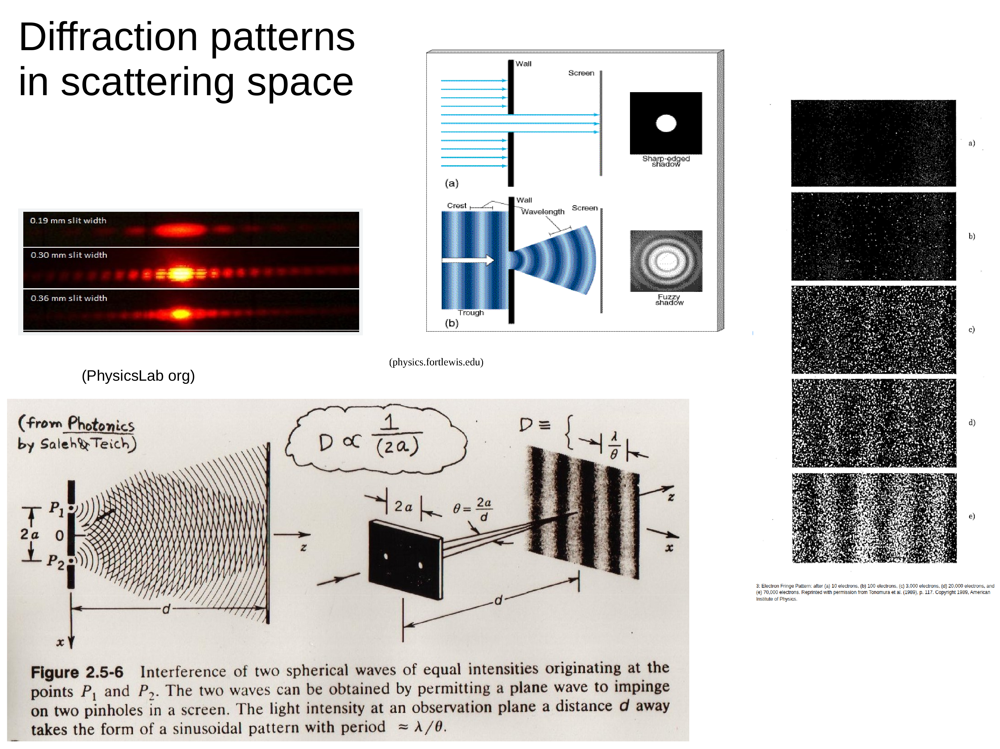 Diffraction patterns
in scattering space
0.19 mm slit width
0.30 mm slit width
0.36 mm slit width
(PhysicsLab org)
Wall
Screen
Sharp-edged
shadow
(a)
Wall
Crest
Wavelength
Screen
Fuzzy
shadow
Trough
(b)
(physics.fortlewis.edu)
a)
b)
c)
d)
e)
3: Electron Fringe Pattern: after (a) 10 electrons, (b) 100 electrons, (c) 3,000 electrons, (d) 20,000 electrons, and
(e) 70,000 electrons. Reprinted with permission from Tonomura et al. (1989), p. 117. Copyright 1989, American
Institute of Physics.
(from Photonics
by Saleh & Teich)
D ∝ 1/(2a)
D ≡ { λ/θ
P1
2a 0
P2
z
d
x
2a
θ = 2a/d
z
x
d
Figure 2.5-6 Interference of two spherical waves of equal intensities originating at the
points P1 and P2. The two waves can be obtained by permitting a plane wave to impinge
on two pinholes in a screen. The light intensity at an observation plane a distance d away
takes the form of a sinusoidal pattern with period ≈ λ/θ.